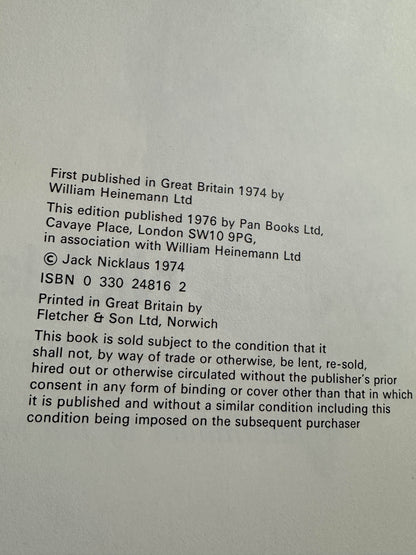 First published in Great Britain 1974 by
William Heinemann Ltd
This edition published 1976 by Pan Books Ltd,
Cavaye Place, London SW10 9PG,
in association with William Heinemann Ltd
© Jack Nicklaus 1974
ISBN 0 330 24816 2
Printed in Great Britain by
Fletcher & Son Ltd, Norwich
This book is sold subject to the condition that it
shall not, by way of trade or otherwise, be lent, re-sold,
hired out or otherwise circulated without the publisher's prior
consent in any form of binding or cover other than that in which
it is published and without a similar condition including this
condition being imposed on the subsequent purchaser